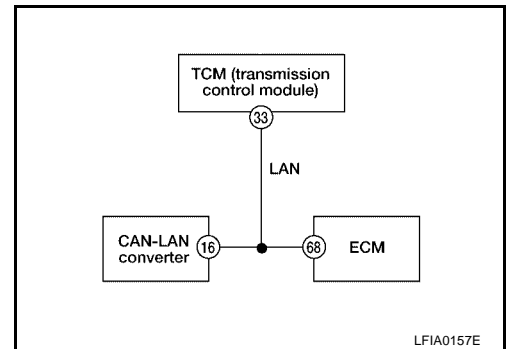 TCM (transmission
control module)
33
LAN
CAN-LAN
converter
16
68
ECM
LFIA0157E